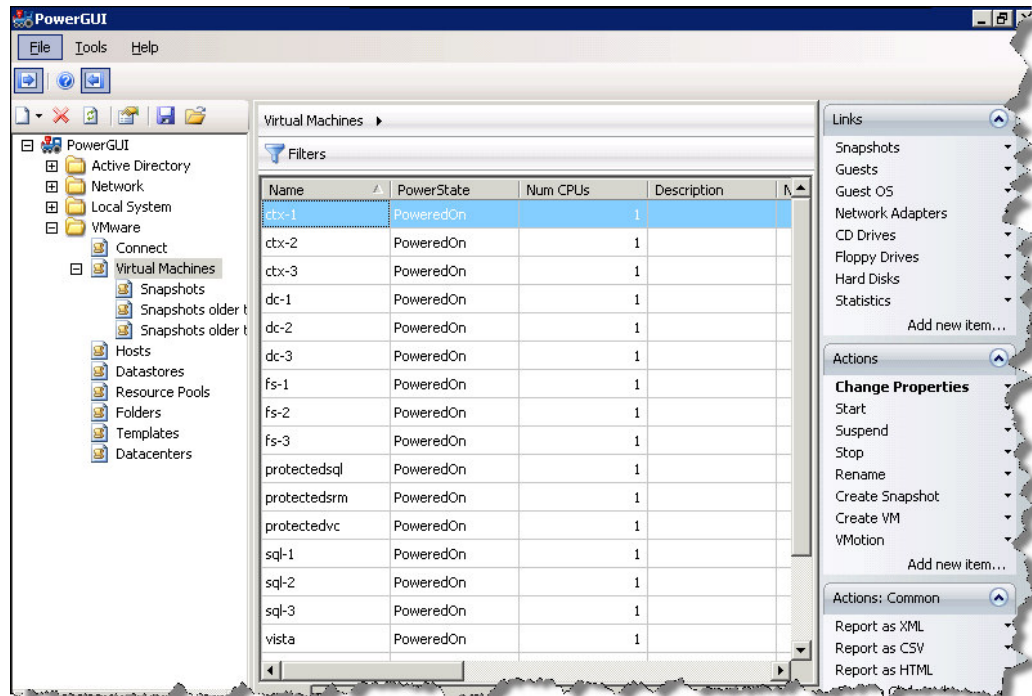 PowerGUI
File Tools Help
PowerGUI
Active Directory
Network
Local System
VMware
Connect
Virtual Machines
Snapshots
Snapshots older t
Snapshots older t
Hosts
Datastores
Resource Pools
Folders
Templates
Datacenters
Virtual Machines
Filters
Name PowerState Num CPUs Description
ctx-1 PoweredOn 1
ctx-2 PoweredOn 1
ctx-3 PoweredOn 1
dc-1 PoweredOn 1
dc-2 PoweredOn 1
dc-3 PoweredOn 1
fs-1 PoweredOn 1
fs-2 PoweredOn 1
fs-3 PoweredOn 1
protectedsql PoweredOn 1
protectedsrm PoweredOn 1
protectedvc PoweredOn 1
sql-1 PoweredOn 1
sql-2 PoweredOn 1
sql-3 PoweredOn 1
vista PoweredOn 1
Links
Snapshots
Guests
Guest OS
Network Adapters
CD Drives
Floppy Drives
Hard Disks
Statistics
Add new item...
Actions
Change Properties
Start
Suspend
Stop
Rename
Create Snapshot
Create VM
VMotion
Add new item...
Actions: Common
Report as XML
Report as CSV
Report as HTML